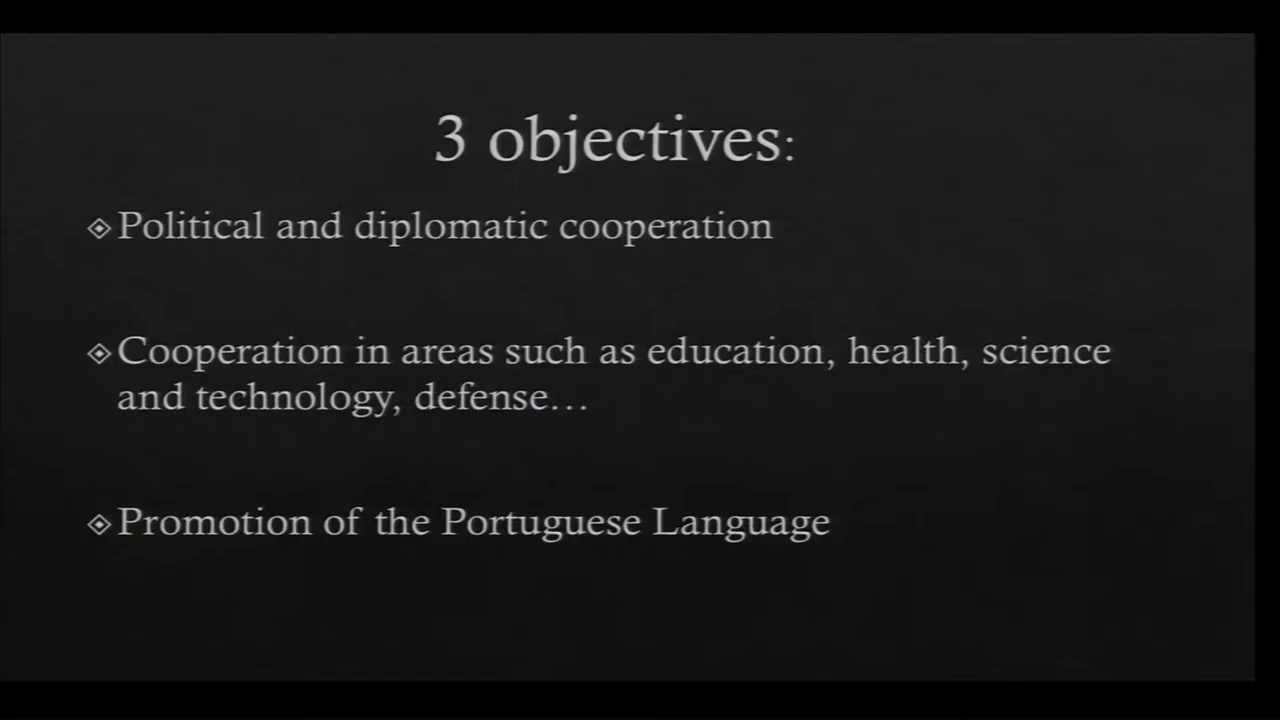 3 objectives:
Political and diplomatic cooperation
Cooperation in areas such as education, health, science
and technology, defense…
Promotion of the Portuguese Language